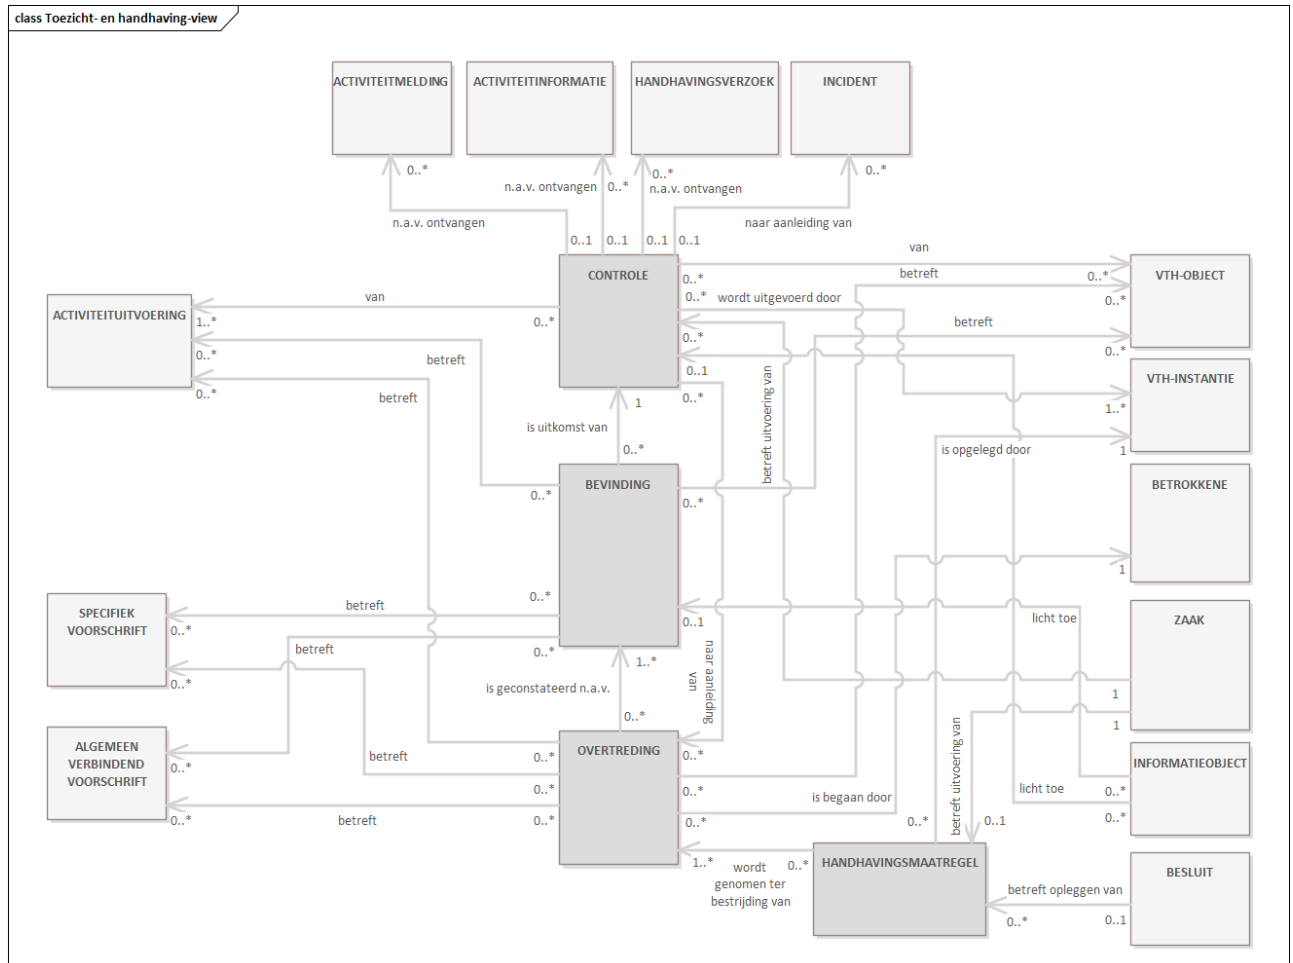 class Toezicht- en handhaving-view
ACTIVITEITMELDING
ACTIVITEITINFORMATIE
HANDHAVINGSVERZOEK
INCIDENT
0..*
0..*
0..*
0..*
n.a.v. ontvangen
n.a.v. ontvangen
n.a.v. ontvangen
naar aanleiding van
0..1
0..1
0..1
0..1
CONTROLE
van
0..*
betreft
0..*
VTH-OBJECT
0..*
wordt uitgevoerd door
0..*
ACTIVITEITUITVOERING
van
1..*
0..*
betreft
0..*
0..*
0..*
betreft
0..1
VTH-INSTANTIE
0..*
betreft
0..*
1
1..*
betreft uitvoering van
is uitkomst van
0..*
is opgelegd door
1
BEVINDING
0..*
0..*
BETROKKENE
1
SPECIFIEK
VOORSCHRIFT
0..*
betreft
0..*
0..1
licht toe
ZAAK
betreft
0..*
1..*
naar aanleiding
van
0..*
is geconstateerd n.a.v.
1
0..*
1
ALGEMEEN
VERBINDEND
VOORSCHRIFT
0..*
OVERTREDING
betreft
0..*
0..*
betreft uitvoering van
INFORMATIEOBJECT
0..*
0..*
is begaan door
licht toe
0..*
0..*
betreft
0..*
0..*
0..*
0..1
0..*
1..*
wordt
genomen ter
bestrijding van
0..*
HANDHAVINGSMAATREGEL
BESLUIT
betreft opleggen van
0..*
0..1